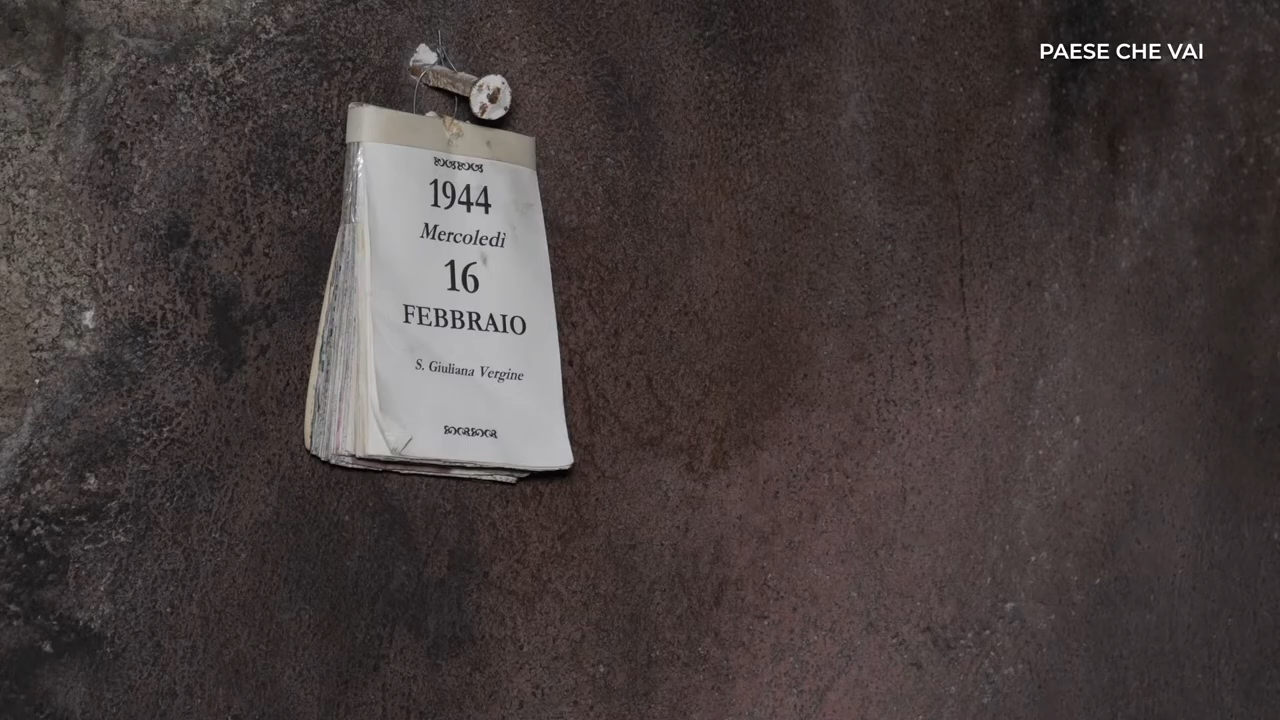 PAESE CHE VAI
1944
Mercoledì
16
FEBBRAIO
S. Giuliana Vergine